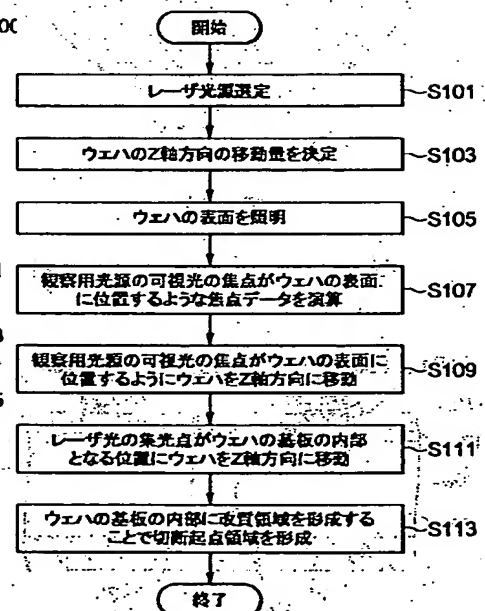 開始
レーザ光源選定
S101
ウェハのZ軸方向の移動量を決定
S103
ウェハの表面を照明
S105
観察用光源の可視光の焦点がウェハの表面
に位置するような焦点データを演算
S107
観察用光源の可視光の焦点がウェハの表面に
位置するようにウェハをZ軸方向に移動
S109
レーザ光の集光点がウェハの基板の内部
となる位置にウェハをZ軸方向に移動
S111
ウェハの基板の内部に改質領域を形成する
ことで切断起点領域を形成
S113
終了